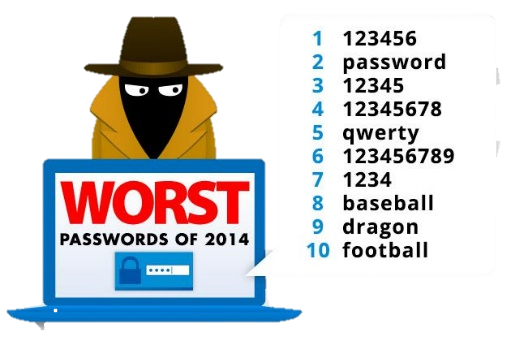 WORST
PASSWORDS OF 2014
1 123456
2 password
3 12345
4 12345678
5 qwerty
6 123456789
7 1234
8 baseball
9 dragon
10 football